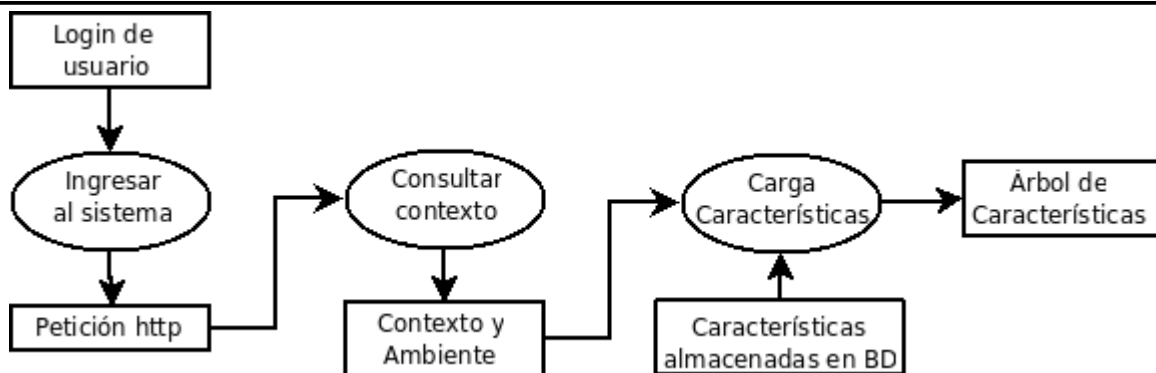 Login de
usuario
Ingresar
al sistema
Petición http
Consultar
contexto
Contexto y
Ambiente
Carga
Características
Características
almacenadas en BD
Árbol de
Características